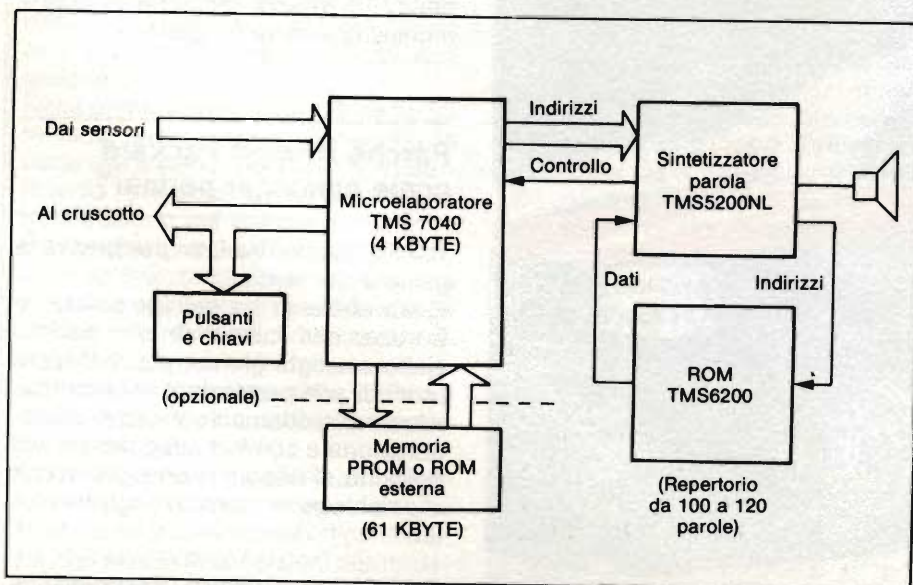 Dai sensori
Al cruscotto
Pulsanti
e chiavi
(opzionale)
Microelaboratore
TMS 7040
(4 KBYTE)
Memoria
PROM o ROM
esterna
(61 KBYTE)
Indirizzi
Controllo
Sintetizzatore
parola
TMS5200NL
Dati
Indirizzi
ROM
TMS6200
(Repertorio
da 100 a 120
parole)